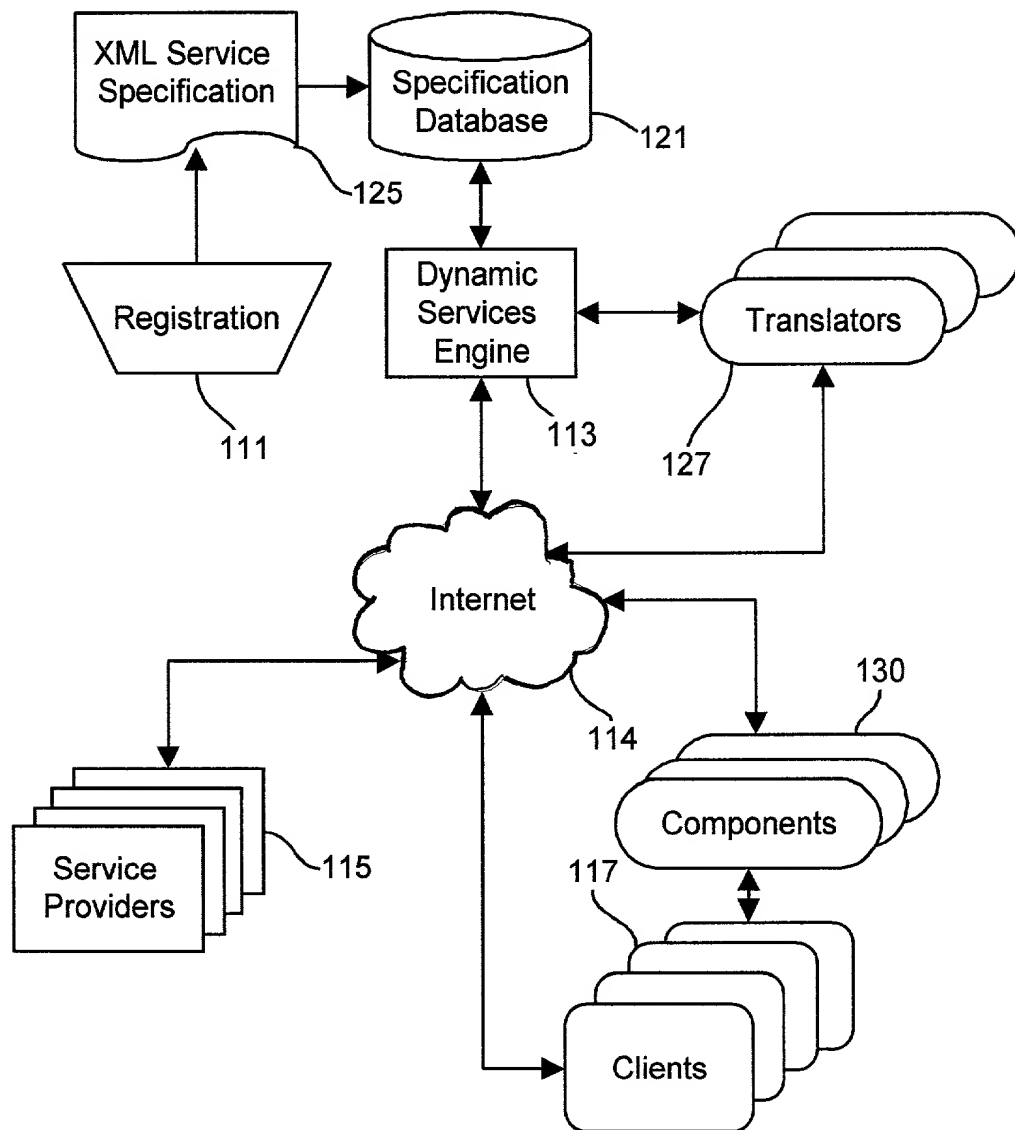 XML Service
Specification
Specification
Database
121
125
Registration
Dynamic
Services
Engine
Translators
111
113
127
Internet
114
130
Service
Providers
115
Components
117
Clients